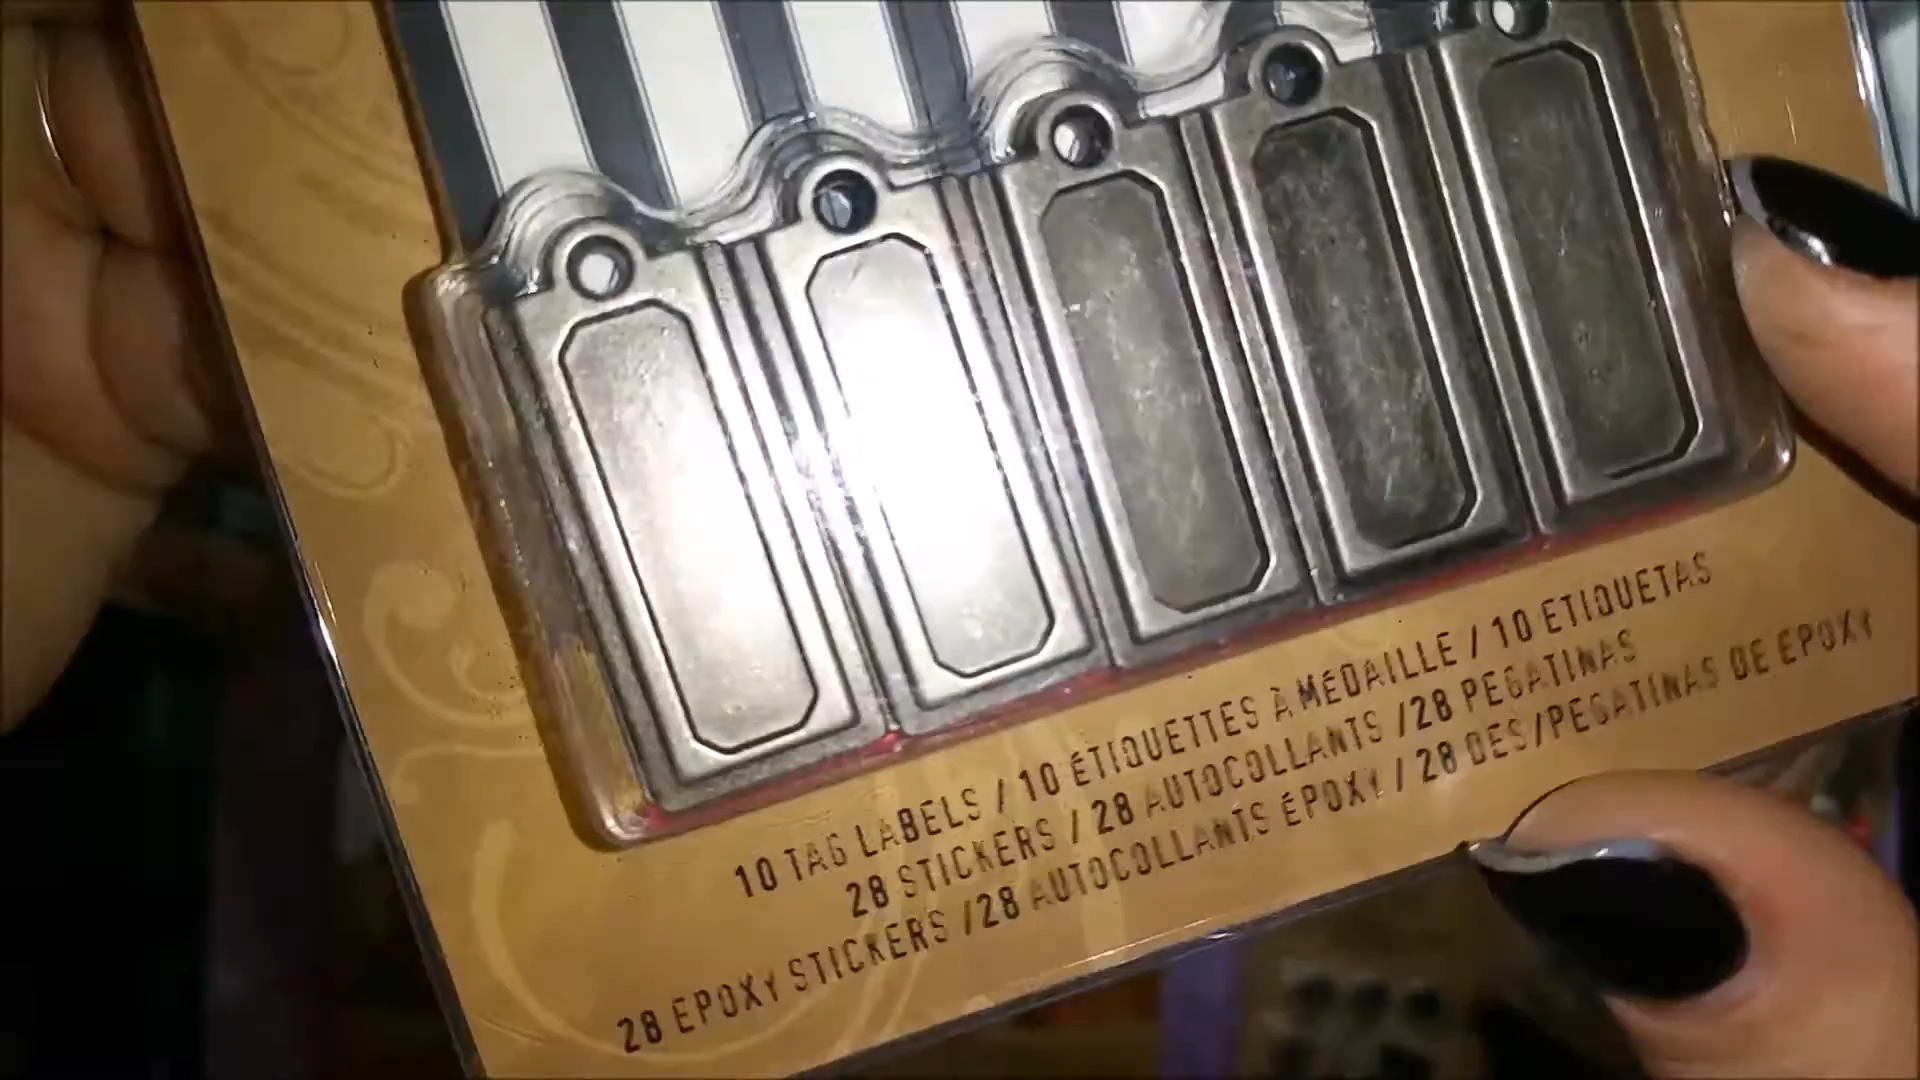 10 TAG LABELS / 10 ÉTIQUETTES À MÉDAILLE / 10 ETIQUETAS
28 STICKERS / 28 AUTOCOLLANTS /28 PEGATINAS
28 EPOXY STICKERS /28 AUTOCOLLANTS ÉPOXY / 28 DES/PEGATINAS DE EPOXY